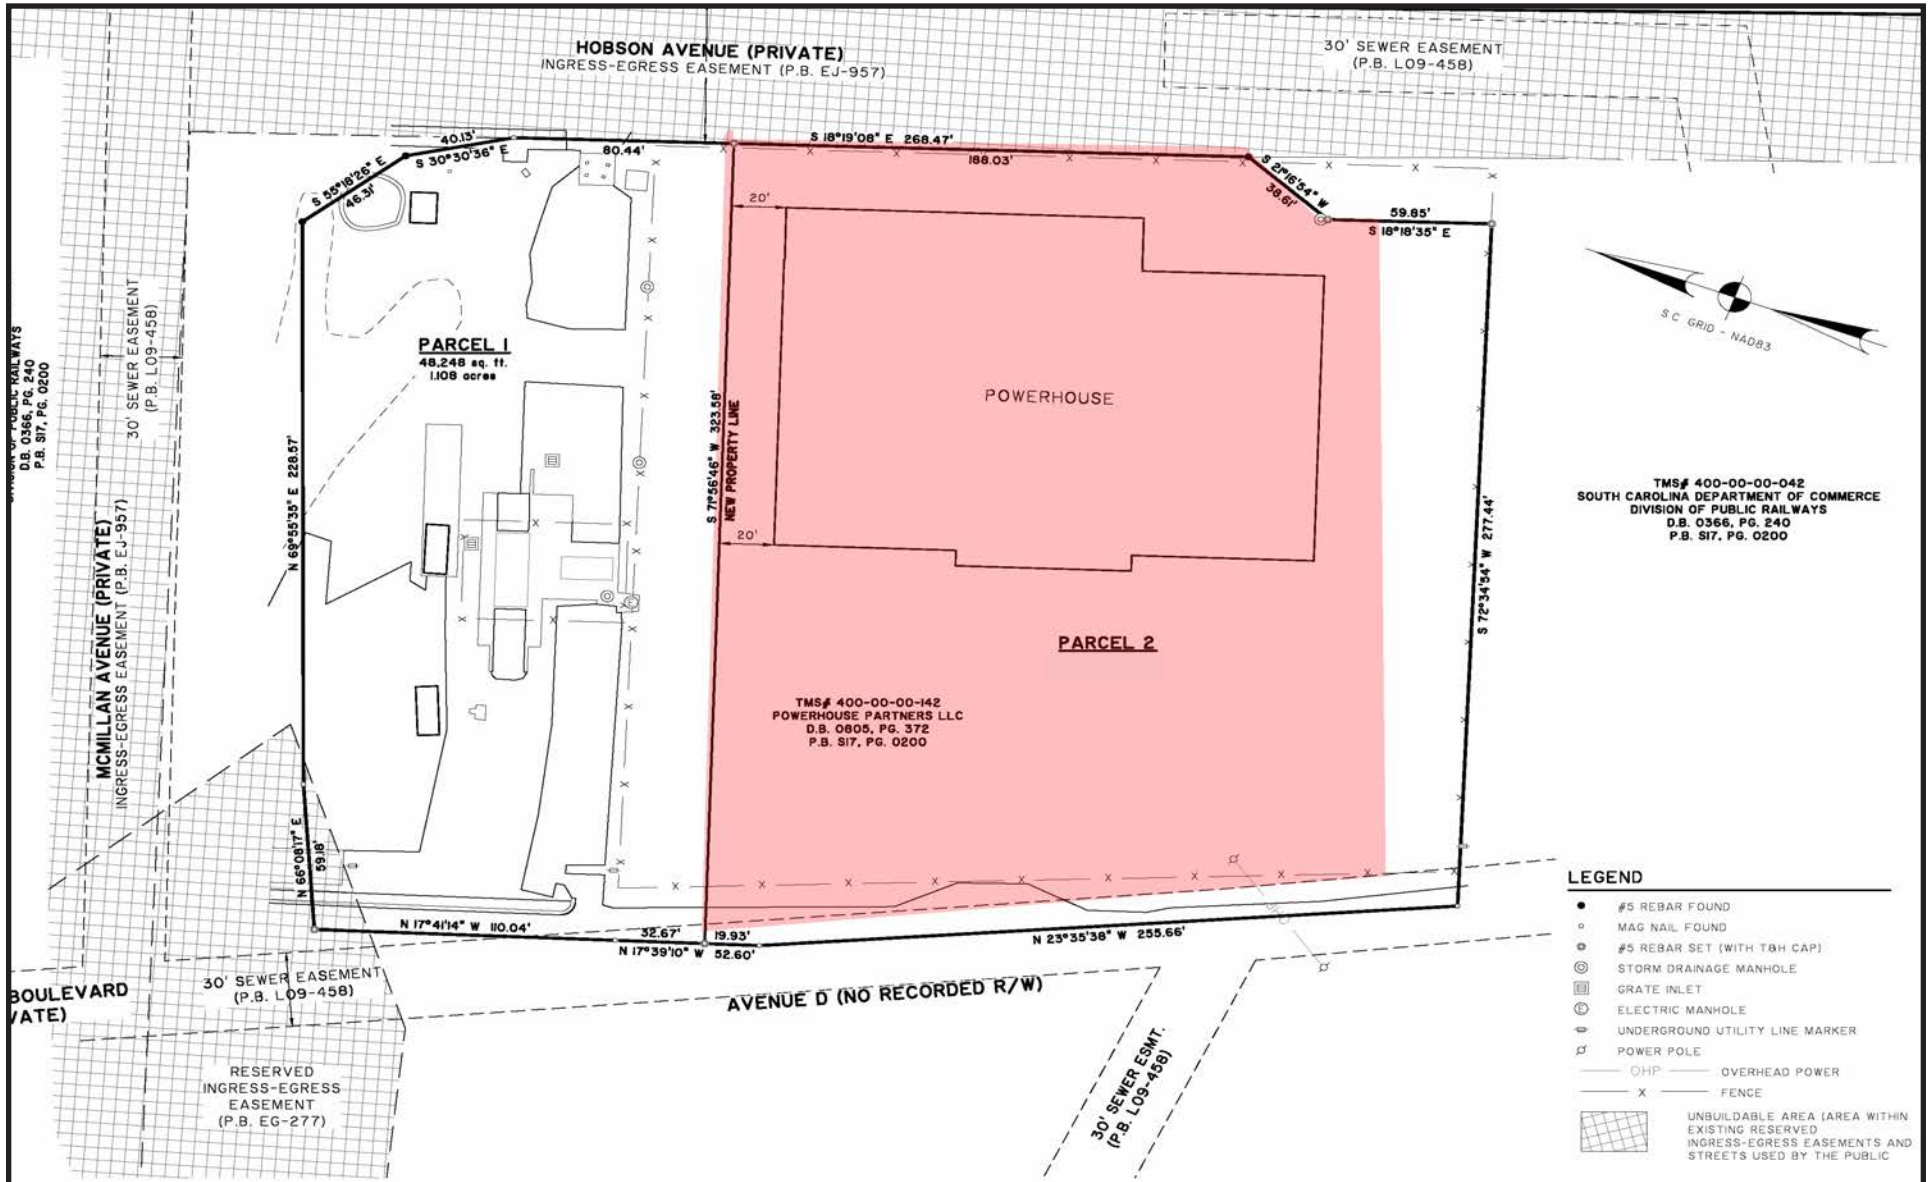 HOBSON AVENUE (PRIVATE)
INGRESS-EGRESS EASEMENT (P.B. EJ-957)
30' SEWER EASEMENT
(P.B. L09-458)
40.13'
S 30°30'36" E
80.44'
S 18°19'08" E 268.47'
188.03'
S 55°18'26" E
46.31'
S 21°16'54" W
38.61'
59.85'
S 18°18'35" E
20'
S.C. GRID - NAD83
PARCEL 1
48,248 sq. ft.
1.108 acres
POWERHOUSE
30' SEWER EASEMENT
(P.B. L09-458)
DIVISION OF PUBLIC RAILWAYS
D.B. 0366, PG. 240
P.B. S17, PG. 0200
MCMILLAN AVENUE (PRIVATE)
INGRESS-EGRESS EASEMENT (P.B. EJ-957)
N 69°55'35" E 228.57'
S 71°56'46" W 323.58'
NEW PROPERTY LINE
20'
S 72°34'54" W 277.44'
TMS# 400-00-00-042
SOUTH CAROLINA DEPARTMENT OF COMMERCE
DIVISION OF PUBLIC RAILWAYS
D.B. 0366, PG. 240
P.B. S17, PG. 0200
PARCEL 2
TMS# 400-00-00-142
POWERHOUSE PARTNERS LLC
D.B. 0805, PG. 372
P.B. S17, PG. 0200
N 66°08'17" E
59.18'
N 17°41'14" W 110.04'
32.67'
19.93'
N 17°39'10" W 52.60'
N 23°35'38" W 255.66'
OHP
30' SEWER EASEMENT
(P.B. L09-458)
BOULEVARD
VATE)
AVENUE D (NO RECORDED R/W)
30' SEWER ESMT.
(P.B. L09-458)
RESERVED
INGRESS-EGRESS
EASEMENT
(P.B. EG-277)
LEGEND
#5 REBAR FOUND
MAG NAIL FOUND
#5 REBAR SET (WITH T&H CAP)
STORM DRAINAGE MANHOLE
GRATE INLET
E ELECTRIC MANHOLE
UNDERGROUND UTILITY LINE MARKER
POWER POLE
OHP OVERHEAD POWER
X FENCE
UNBUILDABLE AREA (AREA WITHIN
EXISTING RESERVED
INGRESS-EGRESS EASEMENTS AND
STREETS USED BY THE PUBLIC